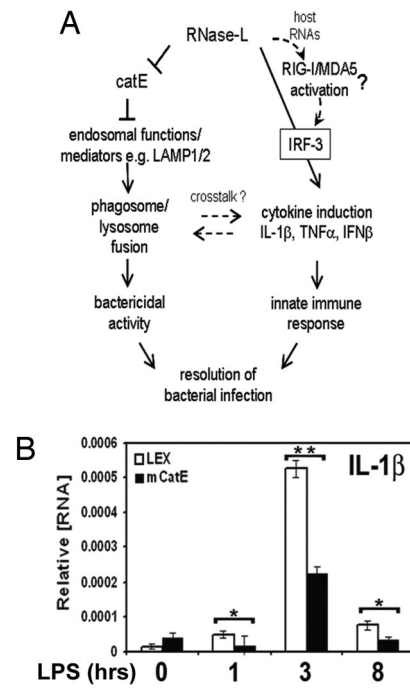 A
RNase-L
host
RNAs
catE
RIG-I/MDA5
activation ?
endosomal functions/
mediators e.g. LAMP1/2
IRF-3
phagosome/
lysosome
fusion
crosstalk ?
cytokine induction
IL-1β, TNFα, IFNβ
bactericidal
activity
innate immune
response
resolution of
bacterial infection
B
IL-1β
LEX
mCatE
Relative [RNA]
0.0006
0.0005
0.0004
0.0003
0.0002
0.0001
0
*
**
*
LPS (hrs) 0 1 3 8